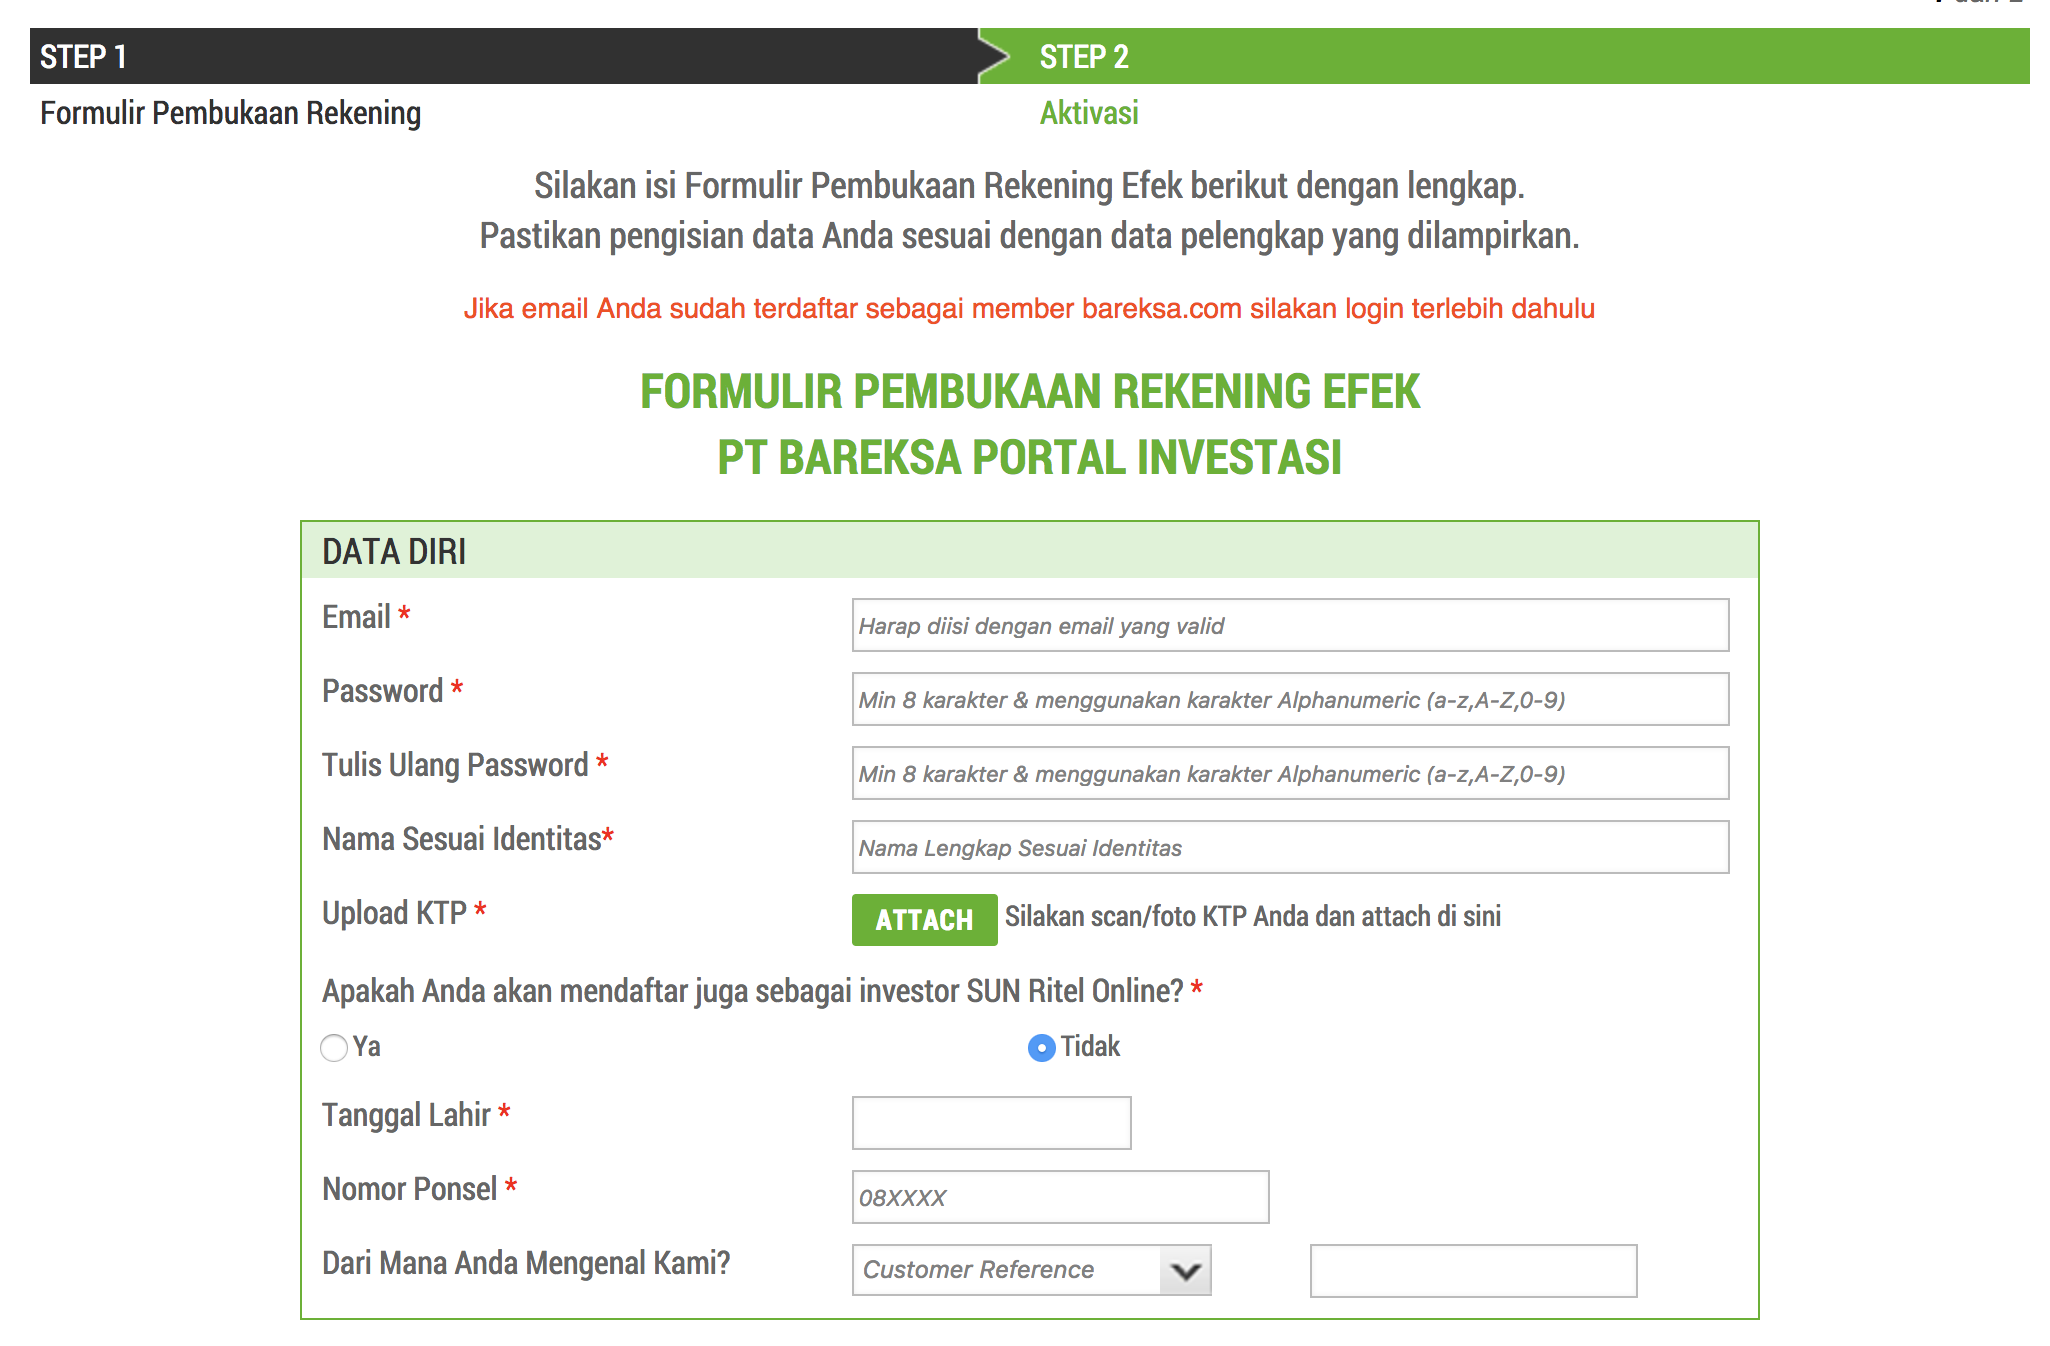 STEP 1
STEP 2
Formulir Pembukaan Rekening
Aktivasi
Silakan isi Formulir Pembukaan Rekening Efek berikut dengan lengkap.
Pastikan pengisian data Anda sesuai dengan data pelengkap yang dilampirkan.
Jika email Anda sudah terdaftar sebagai member bareksa.com silakan login terlebih dahulu
FORMULIR PEMBUKAAN REKENING EFEK
PT BAREKSA PORTAL INVESTASI
DATA DIRI
Email *
Harap diisi dengan email yang valid
Password *
Min 8 karakter & menggunakan karakter Alphanumeric (a-z,A-Z,0-9)
Tulis Ulang Password *
Min 8 karakter & menggunakan karakter Alphanumeric (a-z,A-Z,0-9)
Nama Sesuai Identitas*
Nama Lengkap Sesuai Identitas
Upload KTP *
ATTACH Silakan scan/foto KTP Anda dan attach di sini
Apakah Anda akan mendaftar juga sebagai investor SUN Ritel Online? *
Ya
Tidak
Tanggal Lahir *
Nomor Ponsel *
08XXXX
Dari Mana Anda Mengenal Kami?
Customer Reference